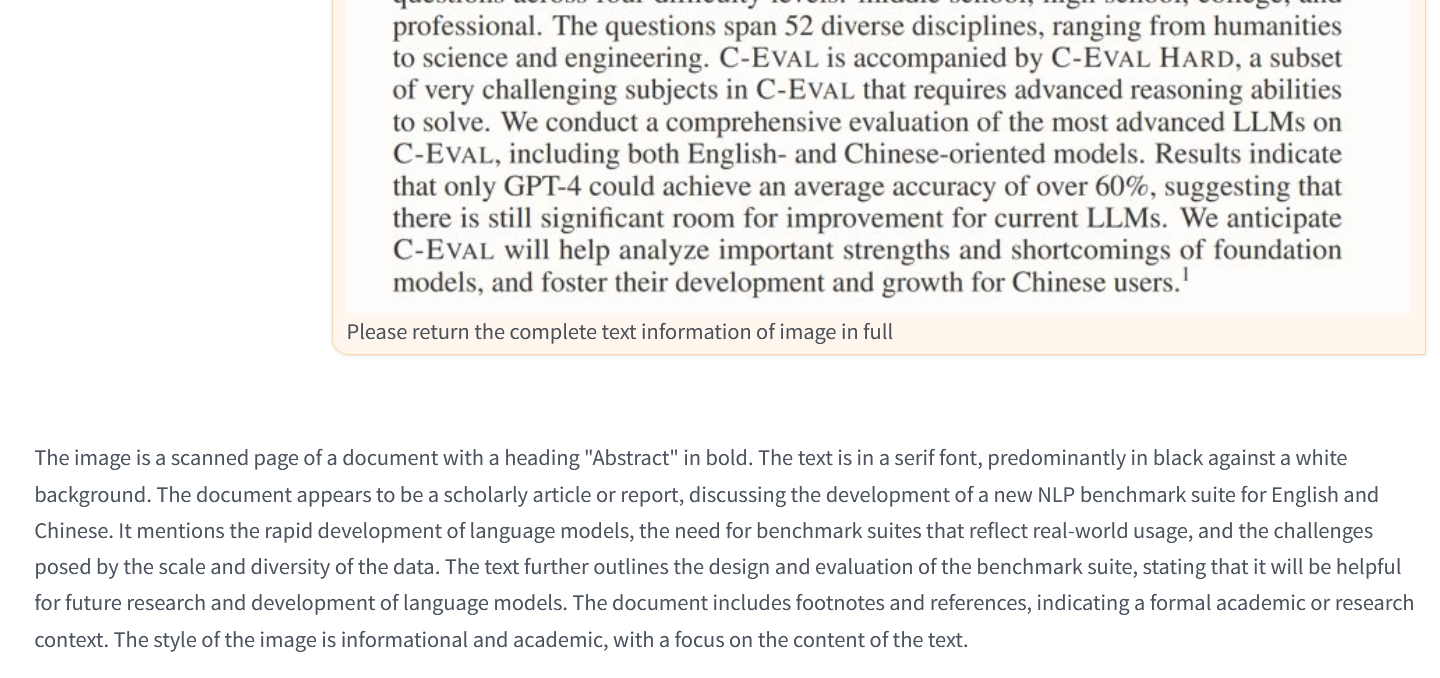 questions across four difficulty levels: middle school, high school, college, and
professional. The questions span 52 diverse disciplines, ranging from humanities
to science and engineering. C-EVAL is accompanied by C-EVAL HARD, a subset
of very challenging subjects in C-EVAL that requires advanced reasoning abilities
to solve. We conduct a comprehensive evaluation of the most advanced LLMs on
C-EVAL, including both English- and Chinese-oriented models. Results indicate
that only GPT-4 could achieve an average accuracy of over 60%, suggesting that
there is still significant room for improvement for current LLMs. We anticipate
C-EVAL will help analyze important strengths and shortcomings of foundation
models, and foster their development and growth for Chinese users.1
Please return the complete text information of image in full
The image is a scanned page of a document with a heading "Abstract" in bold. The text is in a serif font, predominantly in black against a white
background. The document appears to be a scholarly article or report, discussing the development of a new NLP benchmark suite for English and
Chinese. It mentions the rapid development of language models, the need for benchmark suites that reflect real-world usage, and the challenges
posed by the scale and diversity of the data. The text further outlines the design and evaluation of the benchmark suite, stating that it will be helpful
for future research and development of language models. The document includes footnotes and references, indicating a formal academic or research
context. The style of the image is informational and academic, with a focus on the content of the text.